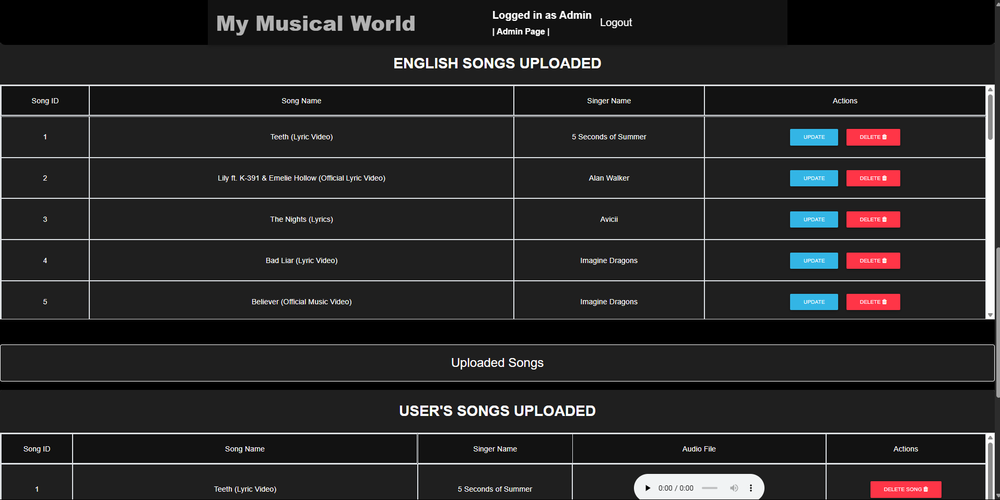 My Musical World
Logged in as Admin
| Admin Page |
Logout
ENGLISH SONGS UPLOADED
Song ID Song Name Singer Name Actions
1 Teeth (Lyric Video) 5 Seconds of Summer UPDATE DELETE
2 Lily ft. K-391 & Emelie Hollow (Official Lyric Video) Alan Walker UPDATE DELETE
3 The Nights (Lyrics) Avicii UPDATE DELETE
4 Bad Liar (Lyric Video) Imagine Dragons UPDATE DELETE
5 Believer (Official Music Video) Imagine Dragons UPDATE DELETE
Uploaded Songs
USER'S SONGS UPLOADED
Song ID Song Name Singer Name Audio File Actions
1 Teeth (Lyric Video) 5 Seconds of Summer 0:00 / 0:00 DELETE SONG